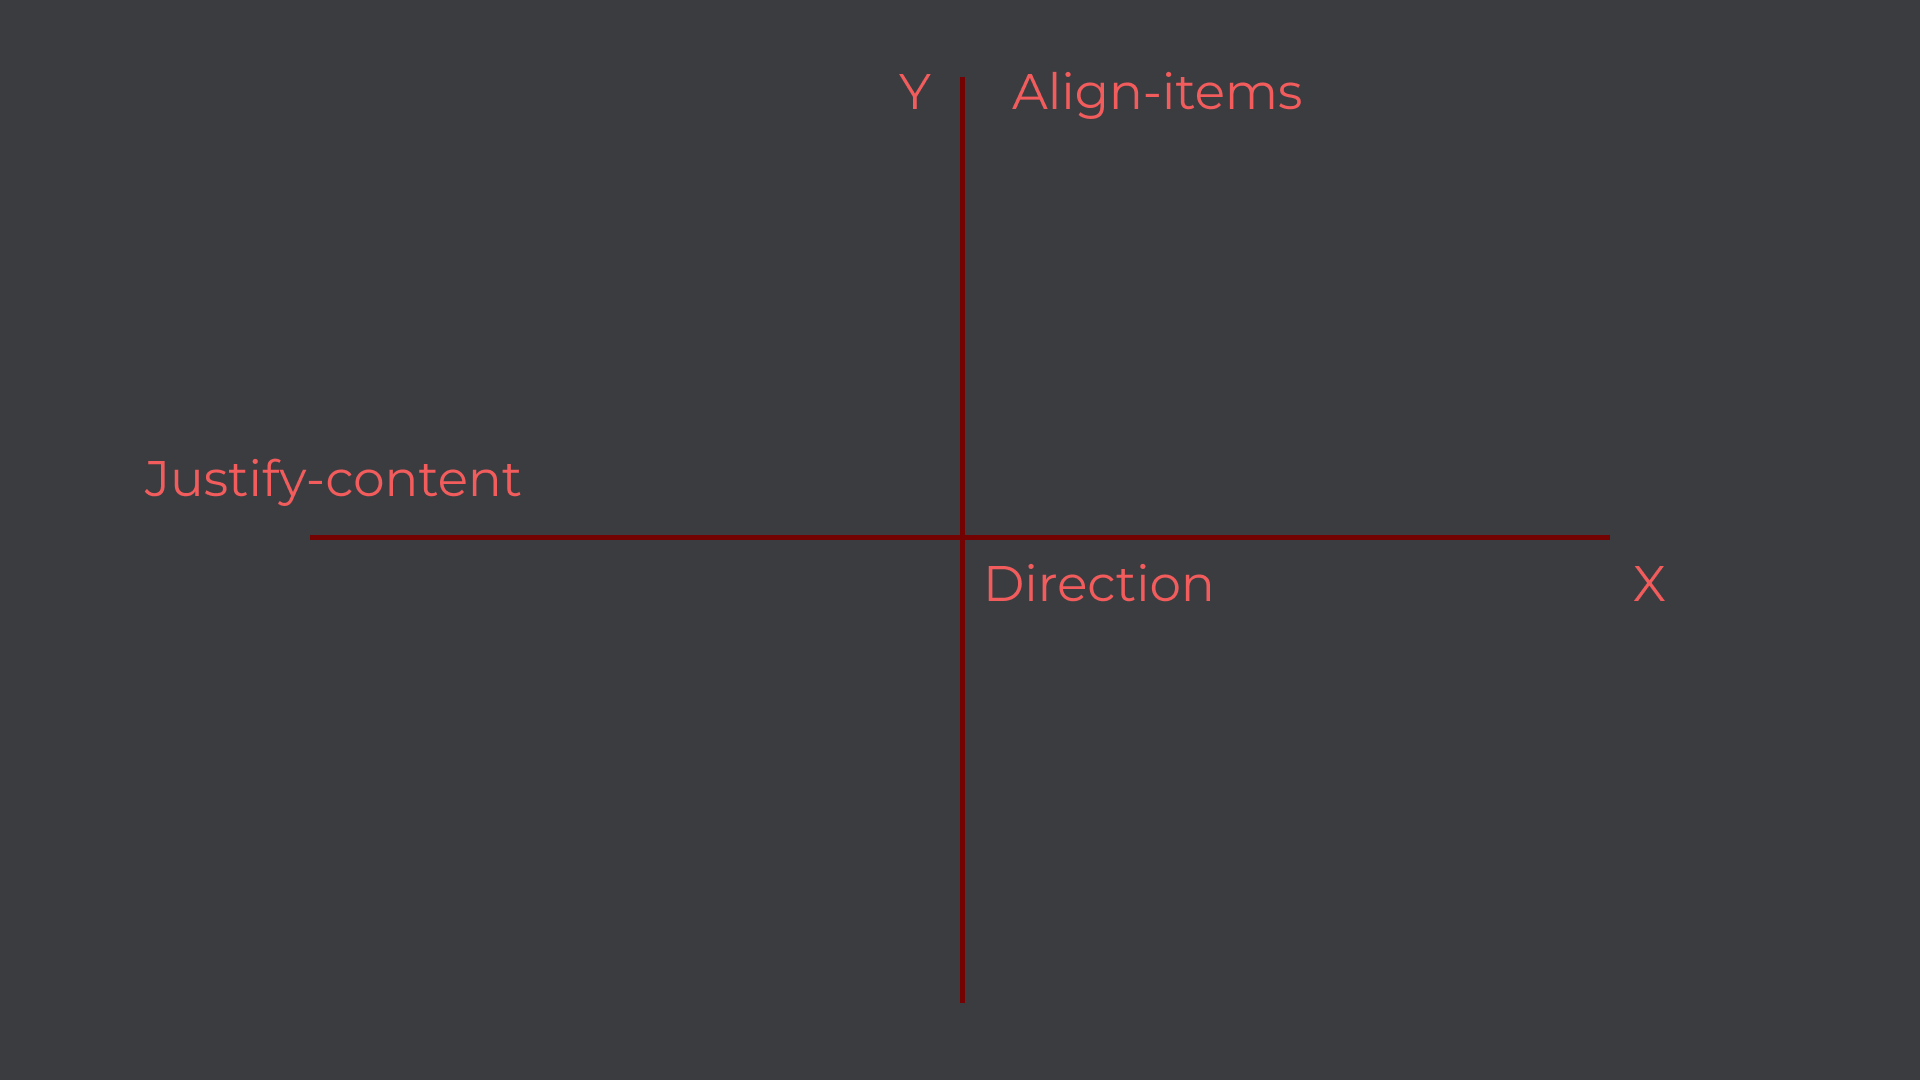 Y
Align-items
Justify-content
Direction
X